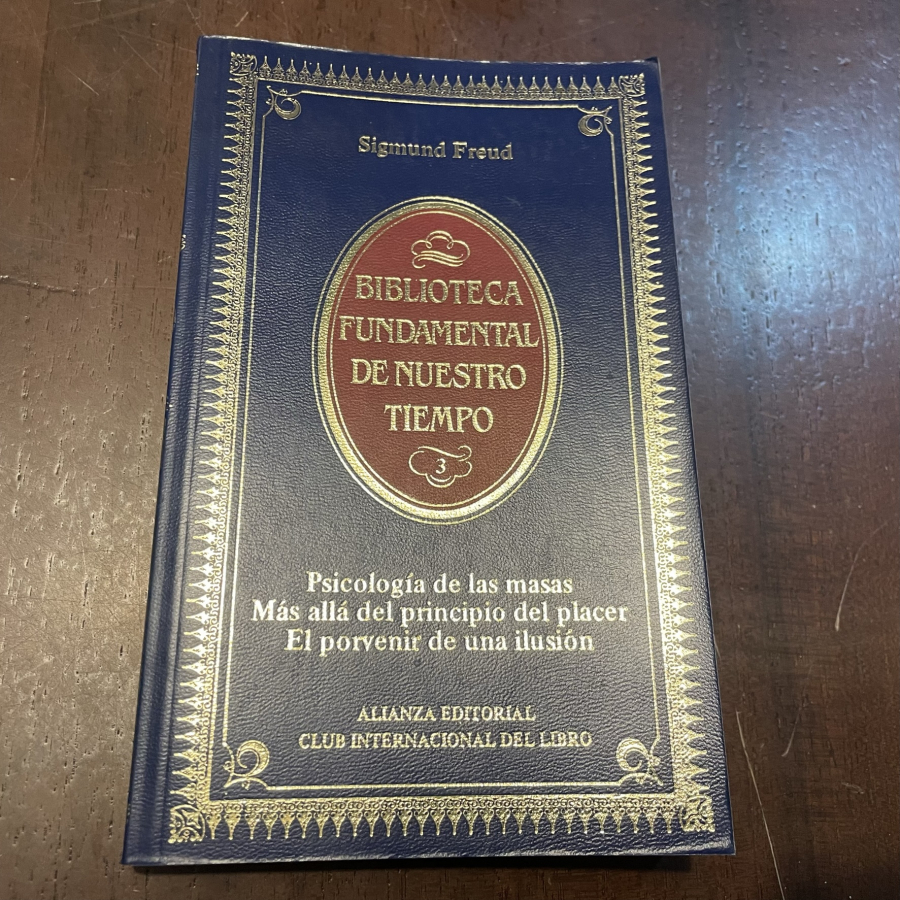 Sigmund Freud
BIBLIOTECA
FUNDAMENTAL
DE NUESTRO
TIEMPO
3
Psicología de las masas
Más allá del principio del placer
El porvenir de una ilusión
ALIANZA EDITORIAL
CLUB INTERNACIONAL DEL LIBRO